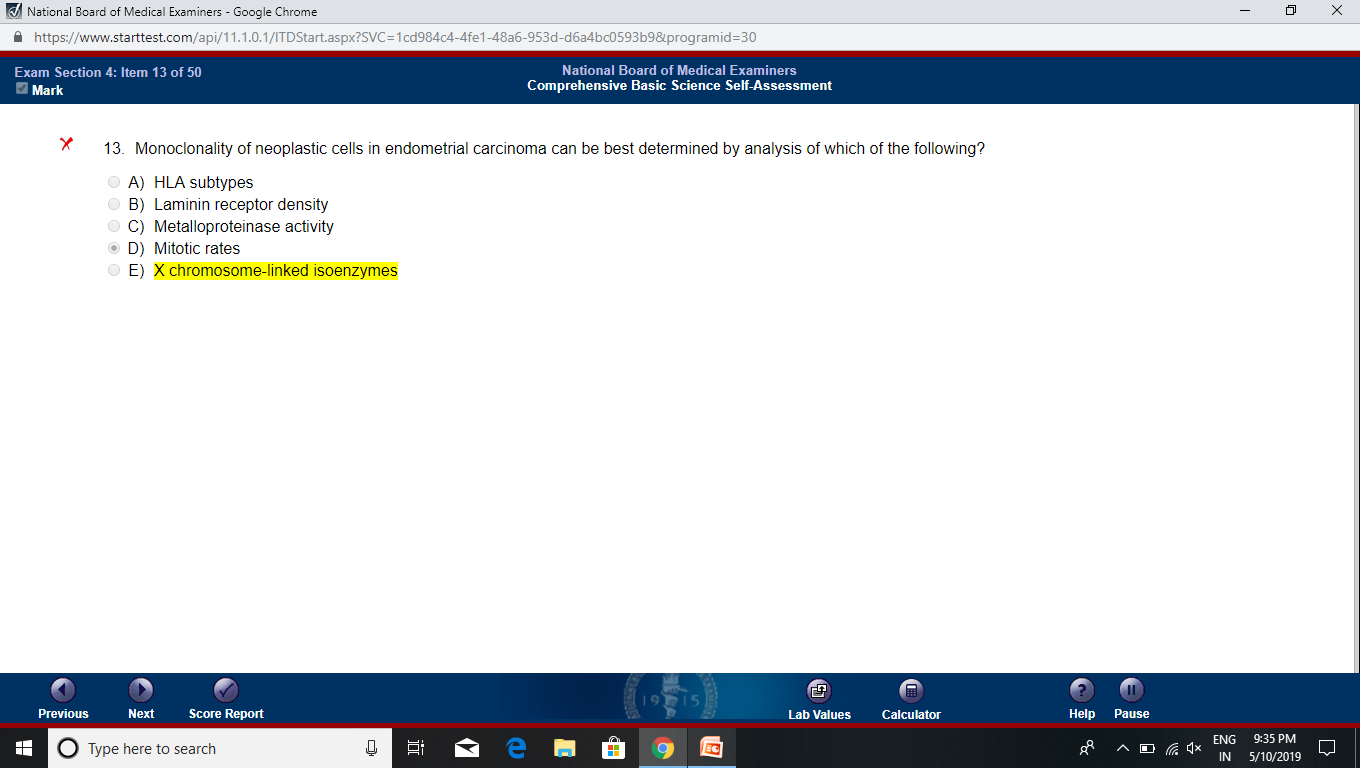 National Board of Medical Examiners - Google Chrome
https://www.starttest.com/api/11.1.0.1/ITDStart.aspx?SVC=1cd984c4-4fe1-48a6-953d-d6a4bc0593b9&programid=30
Exam Section 4: Item 13 of 50
National Board of Medical Examiners
Mark
Comprehensive Basic Science Self-Assessment
13. Monoclonality of neoplastic cells in endometrial carcinoma can be best determined by analysis of which of the following?
A) HLA subtypes
B) Laminin receptor density
C) Metalloproteinase activity
D) Mitotic rates
E) X chromosome-linked isoenzymes
1915
Previous Next Score Report Lab Values Calculator Help Pause
Type here to search
ENG 9:35 PM
IN 5/10/2019